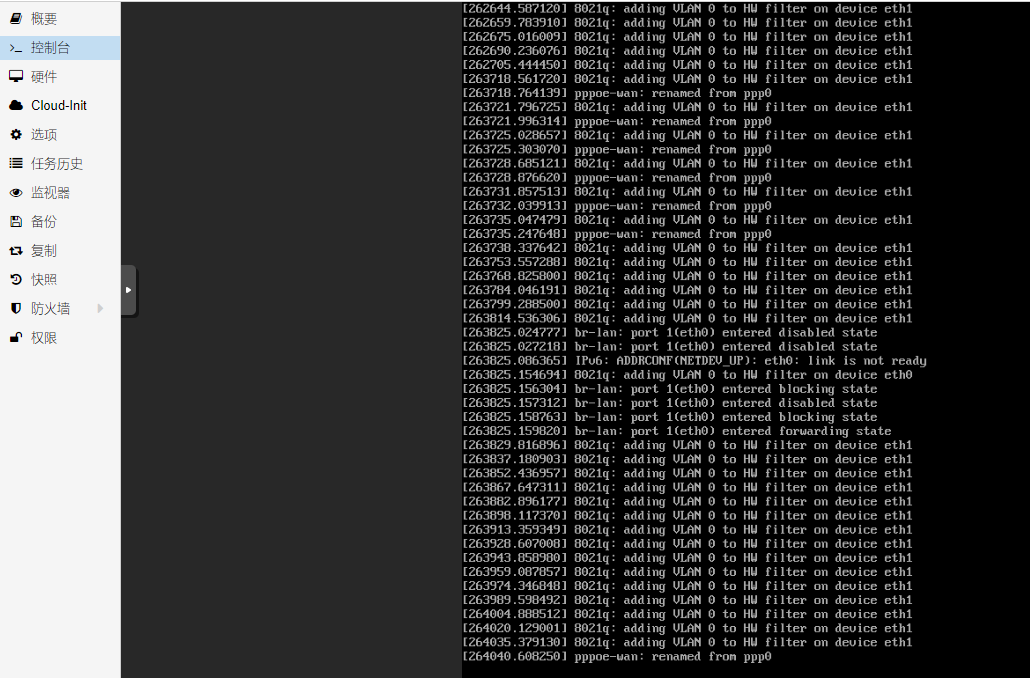 概要
控制台
硬件
Cloud-Init
选项
任务历史
监视器
备份
复制
快照
防火墙
权限
[262644.587120] 8021q: adding VLAN 0 to HW filter on device eth1
[262659.783910] 8021q: adding VLAN 0 to HW filter on device eth1
[262675.016009] 8021q: adding VLAN 0 to HW filter on device eth1
[262690.236076] 8021q: adding VLAN 0 to HW filter on device eth1
[262705.444450] 8021q: adding VLAN 0 to HW filter on device eth1
[263718.561720] 8021q: adding VLAN 0 to HW filter on device eth1
[263718.764139] pppoe-wan: renamed from ppp0
[263721.796725] 8021q: adding VLAN 0 to HW filter on device eth1
[263721.996314] pppoe-wan: renamed from ppp0
[263725.028657] 8021q: adding VLAN 0 to HW filter on device eth1
[263725.303070] pppoe-wan: renamed from ppp0
[263728.685121] 8021q: adding VLAN 0 to HW filter on device eth1
[263728.876620] pppoe-wan: renamed from ppp0
[263731.857513] 8021q: adding VLAN 0 to HW filter on device eth1
[263732.039913] pppoe-wan: renamed from ppp0
[263735.047479] 8021q: adding VLAN 0 to HW filter on device eth1
[263735.247648] pppoe-wan: renamed from ppp0
[263738.337642] 8021q: adding VLAN 0 to HW filter on device eth1
[263753.557288] 8021q: adding VLAN 0 to HW filter on device eth1
[263768.825800] 8021q: adding VLAN 0 to HW filter on device eth1
[263784.046191] 8021q: adding VLAN 0 to HW filter on device eth1
[263799.288500] 8021q: adding VLAN 0 to HW filter on device eth1
[263814.536306] 8021q: adding VLAN 0 to HW filter on device eth1
[263825.024777] br-lan: port 1(eth0) entered disabled state
[263825.027218] br-lan: port 1(eth0) entered disabled state
[263825.086365] IPv6: ADDRCONF(NETDEV_UP): eth0: link is not ready
[263825.154694] 8021q: adding VLAN 0 to HW filter on device eth0
[263825.156304] br-lan: port 1(eth0) entered blocking state
[263825.157312] br-lan: port 1(eth0) entered disabled state
[263825.158763] br-lan: port 1(eth0) entered blocking state
[263825.159820] br-lan: port 1(eth0) entered forwarding state
[263829.816896] 8021q: adding VLAN 0 to HW filter on device eth1
[263837.180903] 8021q: adding VLAN 0 to HW filter on device eth1
[263852.436957] 8021q: adding VLAN 0 to HW filter on device eth1
[263867.647311] 8021q: adding VLAN 0 to HW filter on device eth1
[263882.896177] 8021q: adding VLAN 0 to HW filter on device eth1
[263898.117370] 8021q: adding VLAN 0 to HW filter on device eth1
[263913.359349] 8021q: adding VLAN 0 to HW filter on device eth1
[263928.607008] 8021q: adding VLAN 0 to HW filter on device eth1
[263943.858980] 8021q: adding VLAN 0 to HW filter on device eth1
[263959.087857] 8021q: adding VLAN 0 to HW filter on device eth1
[263974.346848] 8021q: adding VLAN 0 to HW filter on device eth1
[263989.598492] 8021q: adding VLAN 0 to HW filter on device eth1
[264004.888512] 8021q: adding VLAN 0 to HW filter on device eth1
[264020.129001] 8021q: adding VLAN 0 to HW filter on device eth1
[264035.379130] 8021q: adding VLAN 0 to HW filter on device eth1
[264040.608250] pppoe-wan: renamed from ppp0